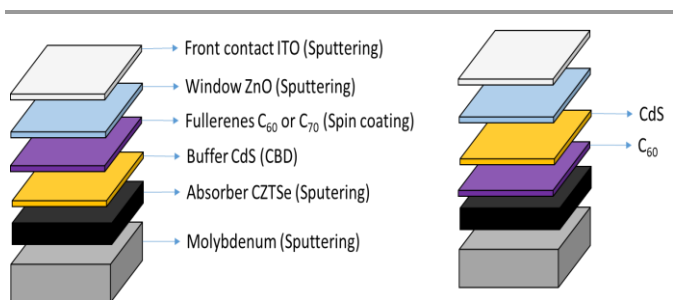 Front contact ITO (Sputtering)
Window ZnO (Sputtering)
Fullerenes C₆₀ or C₇₀ (Spin coating)
Buffer CdS (CBD)
Absorber CZTSe (Sputering)
Molybdenum (Sputtering)
CdS
C₆₀